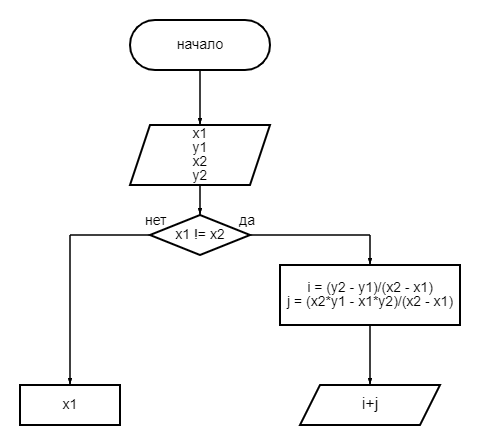 начало
x1
y1
x2
y2
нет
да
x1 != x2
i = (y2 - y1)/(x2 - x1)
j = (x2*y1 - x1*y2)/(x2 - x1)
x1
i+j